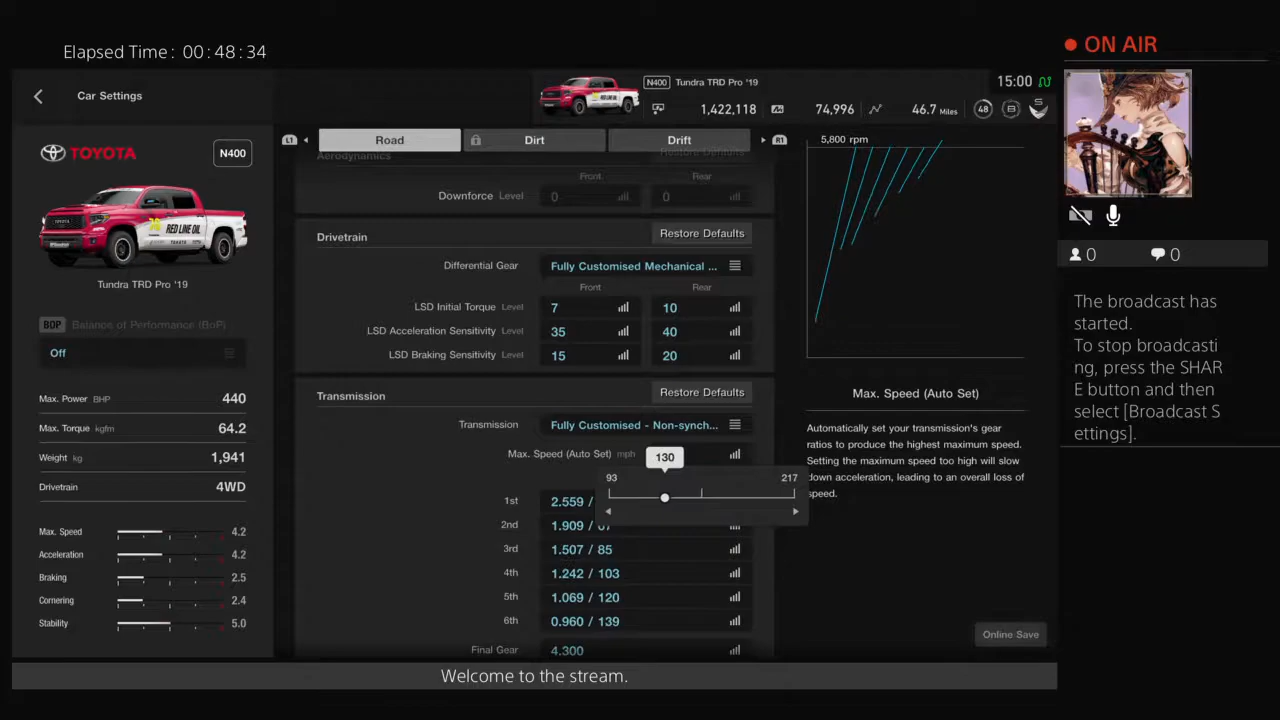 Elapsed Time: 00:48:34
ON AIR
Car Settings
N400 Tundra TRD Pro '19
1,422,118 74,996 46.7 Miles 48 B S
15:00
TOYOTA N400
RED LINE OIL
Tundra TRD Pro '19
BOP Balance of Performance (BoP)
Off
Max. Power BHP 440
Max. Torque kgfm 64.2
Weight kg 1,941
Drivetrain 4WD
Max. Speed 4.2
Acceleration 4.2
Braking 2.5
Cornering 2.4
Stability 5.0
L1 Road Dirt Drift R1
Aerodynamics Restore Defaults
Front Rear
Downforce Level 0 0
Drivetrain Restore Defaults
Differential Gear Fully Customised Mechanical ...
Front Rear
LSD Initial Torque Level 7 10
LSD Acceleration Sensitivity Level 35 40
LSD Braking Sensitivity Level 15 20
Transmission Restore Defaults
Transmission Fully Customised - Non-synch...
Max. Speed (Auto Set) mph 130
93 217
1st 2.559 /
2nd 1.909 / 67
3rd 1.507 / 85
4th 1.242 / 103
5th 1.069 / 120
6th 0.960 / 139
Final Gear 4.300
5,800 rpm
Max. Speed (Auto Set)
Automatically set your transmission's gear
ratios to produce the highest maximum speed.
Setting the maximum speed too high will slow
down acceleration, leading to an overall loss of
speed.
Online Save
Welcome to the stream.
0 0
The broadcast has
started.
To stop broadcasti
ng, press the SHAR
E button and then
select [Broadcast S
ettings].